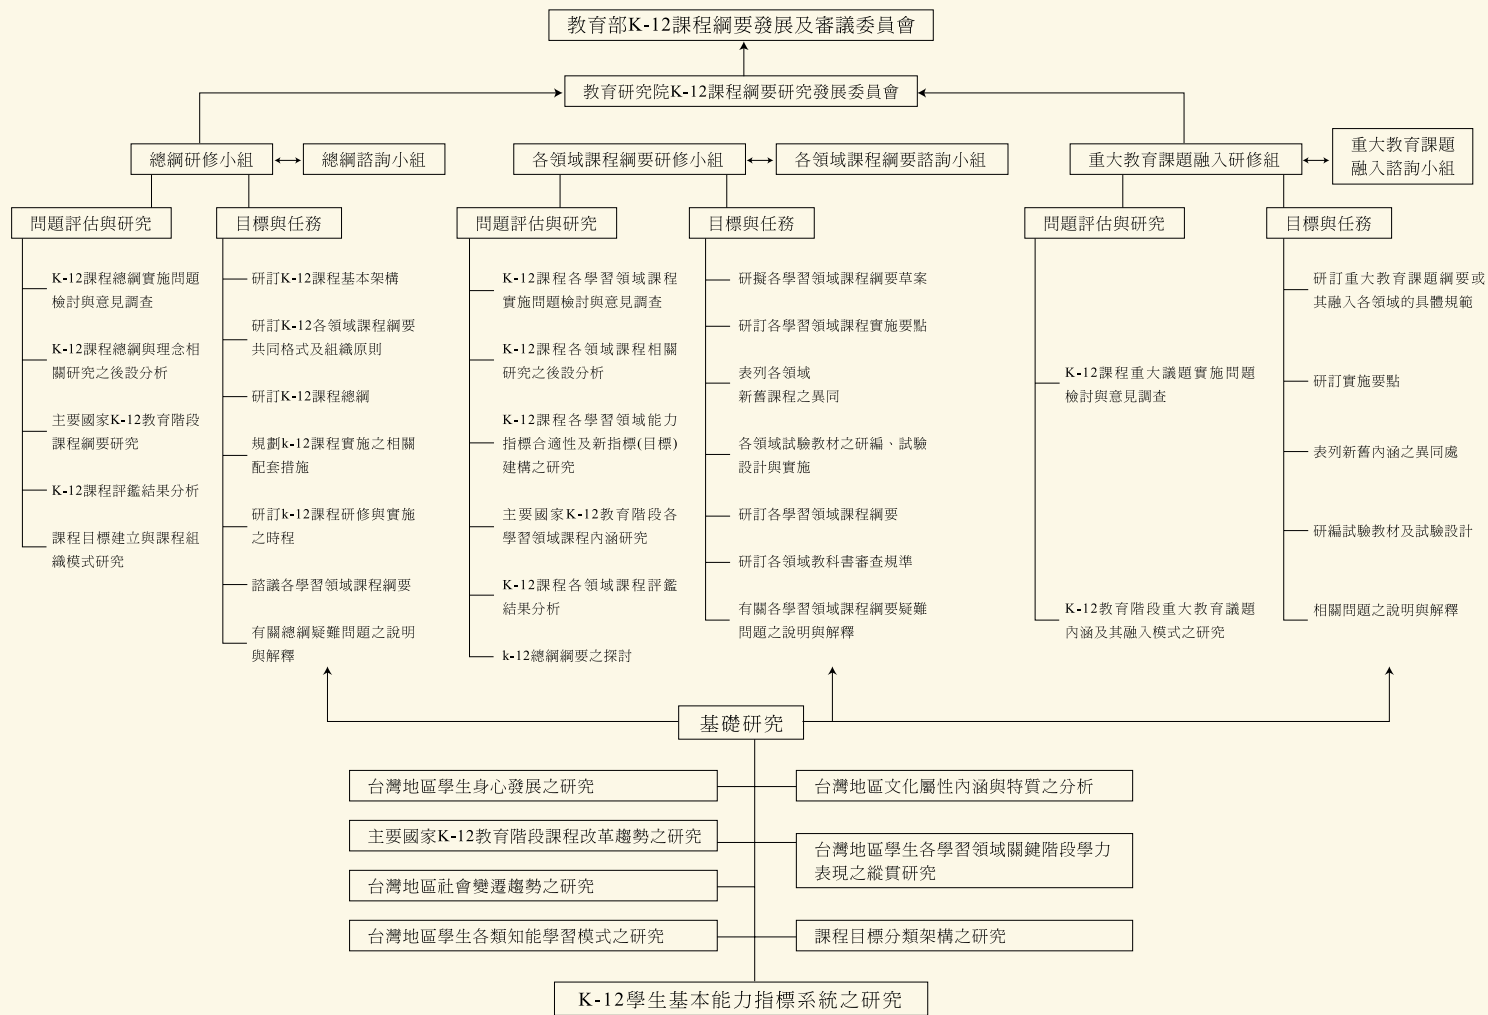 教育部K-12課程綱要發展及審議委員會
教育研究院K-12課程綱要研究發展委員會
總綱研修小組
總綱諮詢小組
各領域課程綱要研修小組
各領域課程綱要諮詢小組
重大教育課題融入研修組
重大教育課題
融入諮詢小組
問題評估與研究
K-12課程總綱實施問題
檢討與意見調查
K-12課程總綱與理念相
關研究之後設分析
主要國家K-12教育階段
課程綱要研究
K-12課程評鑑結果分析
課程目標建立與課程組
織模式研究
目標與任務
研訂K-12課程基本架構
研訂K-12各領域課程綱要
共同格式及組織原則
研訂K-12課程總綱
規劃k-12課程實施之相關
配套措施
研訂k-12課程研修與實施
之時程
諮議各學習領域課程綱要
有關總綱疑難問題之說明
與解釋
問題評估與研究
K-12課程各學習領域課程
實施問題檢討與意見調查
K-12課程各領域課程相關
研究之後設分析
K-12課程各學習領域能力
指標合適性及新指標(目標)
建構之研究
主要國家K-12教育階段各
學習領域課程內涵研究
K-12課程各領域課程評鑑
結果分析
k-12總綱綱要之探討
目標與任務
研擬各學習領域課程綱要草案
研訂各學習領域課程實施要點
表列各領域
新舊課程之異同
各領域試驗教材之研編、試驗
設計與實施
研訂各學習領域課程綱要
研訂各領域教科書審查規準
有關各學習領域課程綱要疑難
問題之說明與解釋
問題評估與研究
K-12課程重大議題實施問題
檢討與意見調查
K-12教育階段重大教育議題
內涵及其融入模式之研究
目標與任務
研訂重大教育課題綱要或
其融入各領域的具體規範
研訂實施要點
表列新舊內涵之異同處
研編試驗教材及試驗設計
相關問題之說明與解釋
基礎研究
台灣地區學生身心發展之研究
台灣地區文化屬性內涵與特質之分析
主要國家K-12教育階段課程改革趨勢之研究
台灣地區學生各學習領域關鍵階段學力
表現之縱貫研究
台灣地區社會變遷趨勢之研究
台灣地區學生各類知能學習模式之研究
課程目標分類架構之研究
K-12學生基本能力指標系統之研究